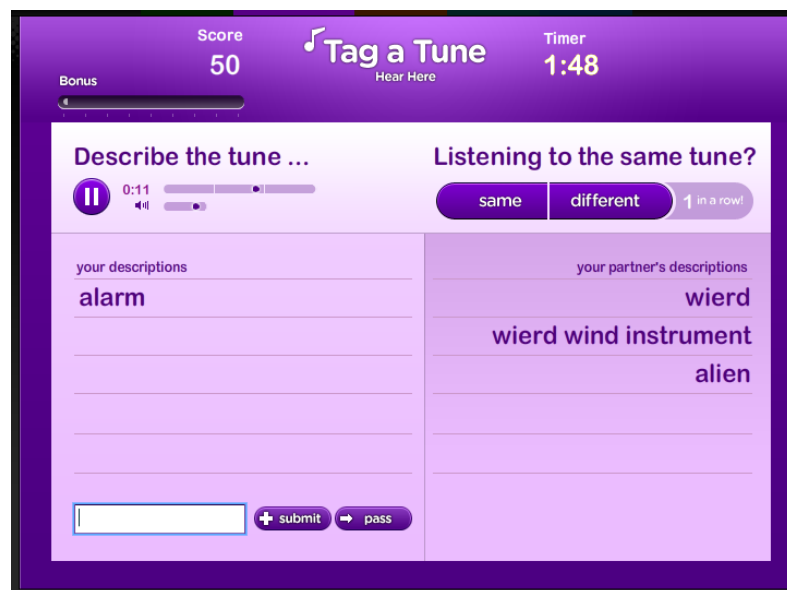 Score
50
Tag a Tune
Hear Here
Timer
1:48
Bonus
Describe the tune ...
0:11
Listening to the same tune?
same
different
1 in a row!
your descriptions
alarm
your partner's descriptions
wierd
wierd wind instrument
alien
submit
pass